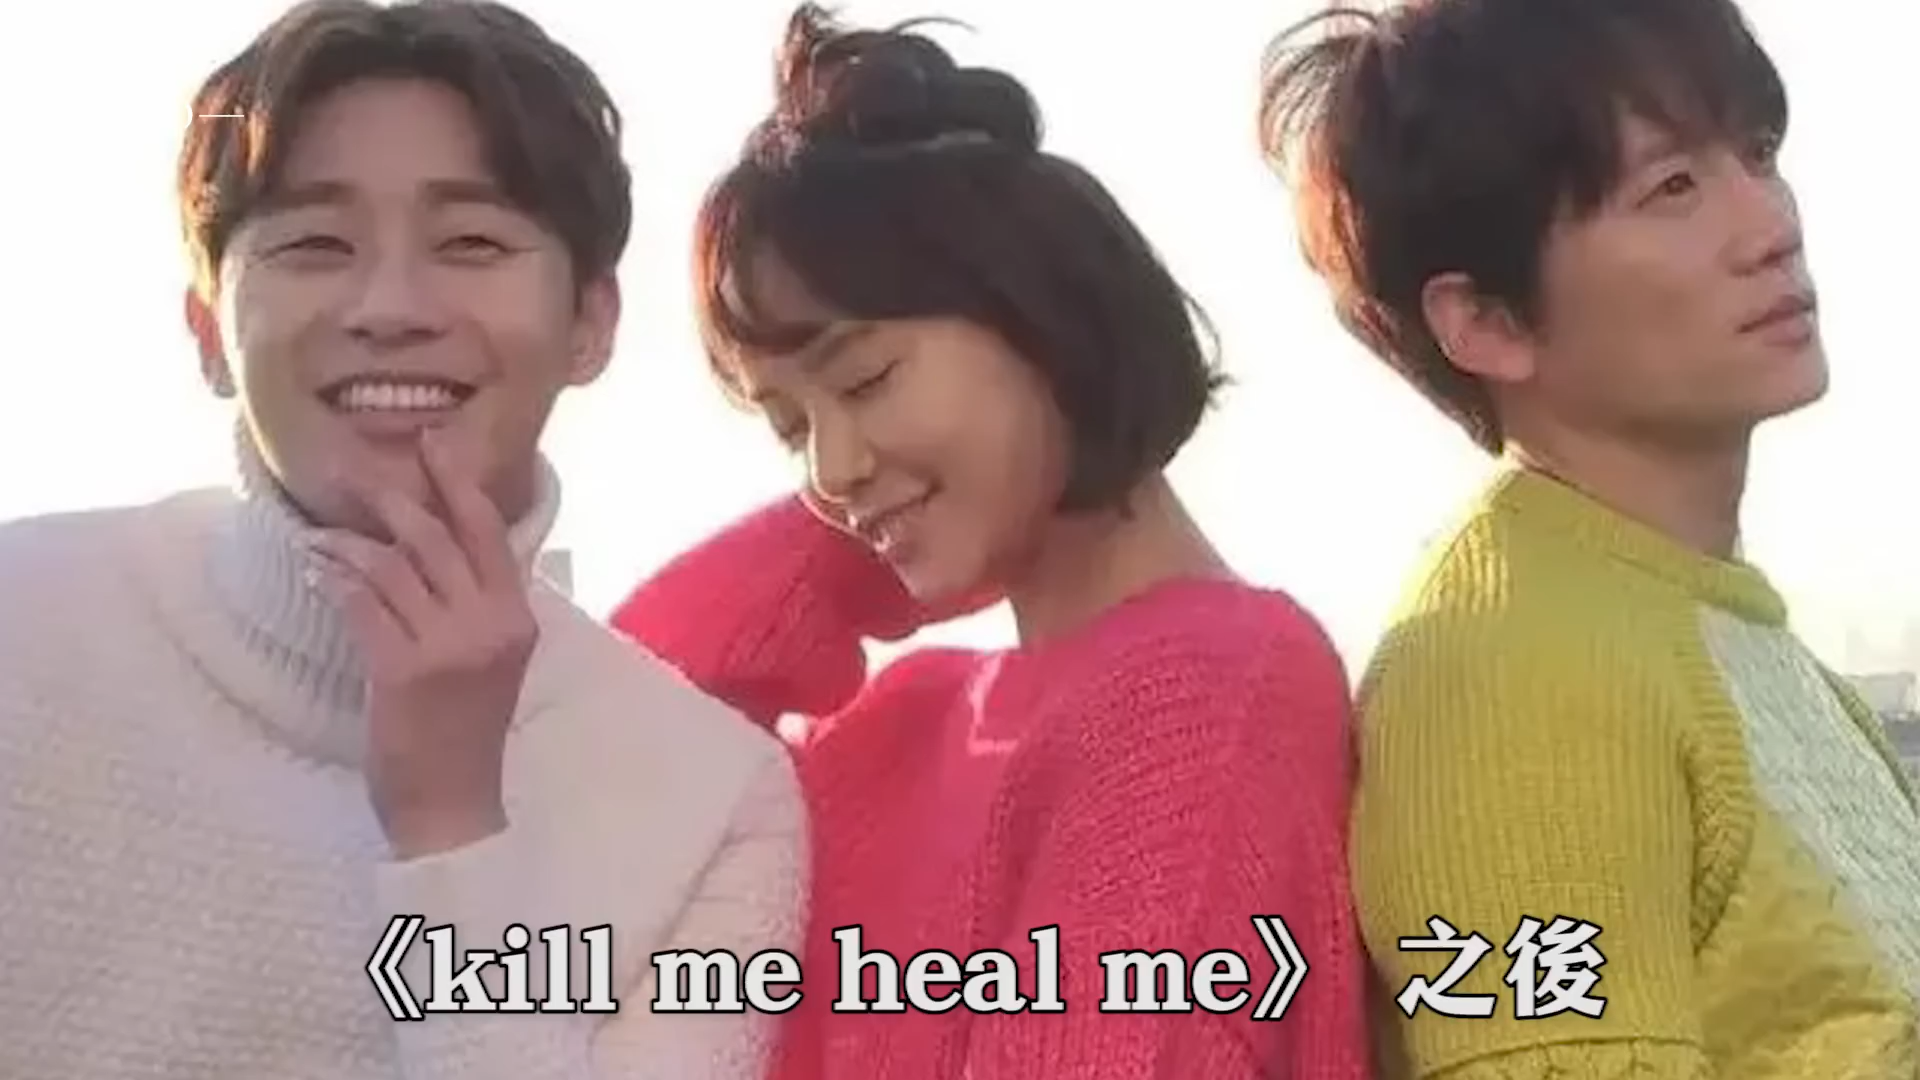 《kill me heal me》 之後